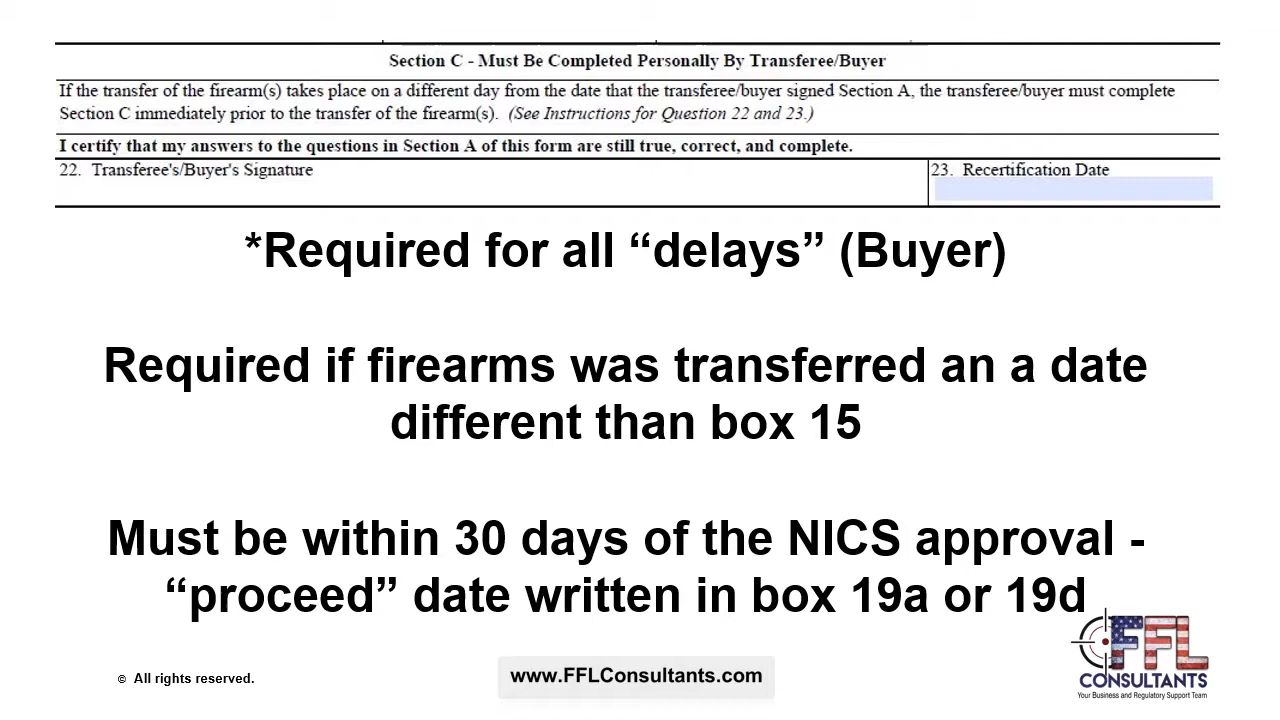 Section C - Must Be Completed Personally By Transferee/Buyer
If the transfer of the firearm(s) takes place on a different day from the date that the transferee/buyer signed Section A, the transferee/buyer must complete
Section C immediately prior to the transfer of the firearm(s). (See Instructions for Question 22 and 23.)
I certify that my answers to the questions in Section A of this form are still true, correct, and complete.
22. Transferee's/Buyer's Signature
23. Recertification Date
*Required for all “delays” (Buyer)
Required if firearms was transferred an a date
different than box 15
Must be within 30 days of the NICS approval -
“proceed” date written in box 19a or 19d
© All rights reserved.
www.FFLConsultants.com
FFL
CONSULTANTS
Your Business and Regulatory Support Team